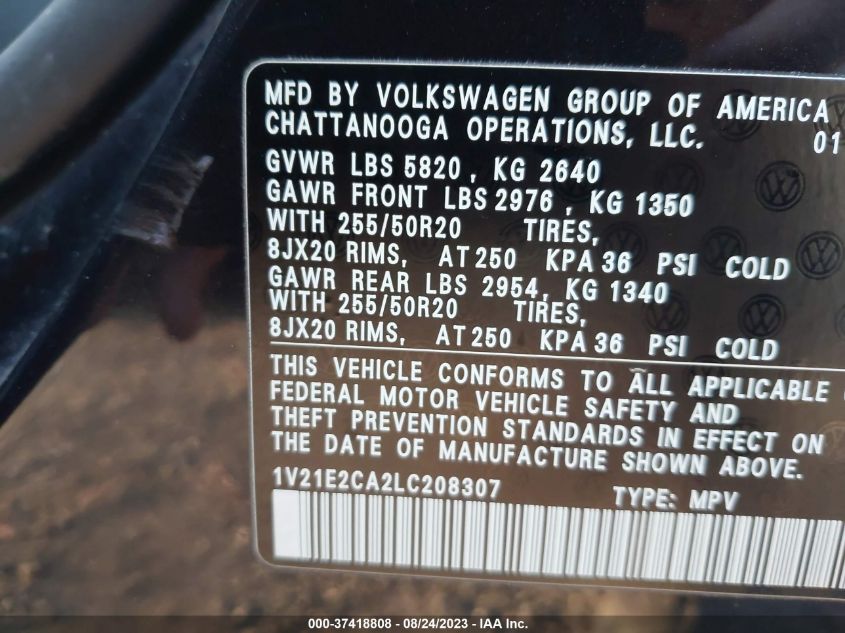 MFD BY VOLKSWAGEN GROUP OF AMERICA
CHATTANOOGA OPERATIONS, LLC. 01
GVWR LBS 5820 , KG 2640
GAWR FRONT LBS 2976 , KG 1350
WITH 255/50R20 TIRES,
8JX20 RIMS, AT 250 KPA 36 PSI COLD
GAWR REAR LBS 2954, KG 1340
WITH 255/50R20 TIRES,
8JX20 RIMS, AT 250 KPA 36 PSI COLD
THIS VEHICLE CONFORMS TO ALL APPLICABLE
FEDERAL MOTOR VEHICLE SAFETY AND
THEFT PREVENTION STANDARDS IN EFFECT ON
THE DATE OF MANUFACTURE SHOWN ABOVE.
1V21E2CA2LC208307 TYPE: MPV
000-37418808 - 08/24/2023 - IAA Inc.